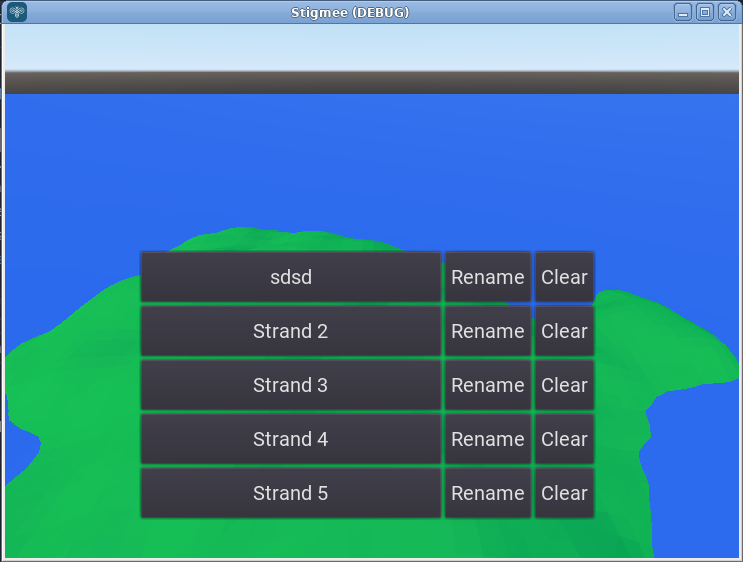 Stigmee (DEBUG)
sdsd Rename Clear
Strand 2 Rename Clear
Strand 3 Rename Clear
Strand 4 Rename Clear
Strand 5 Rename Clear